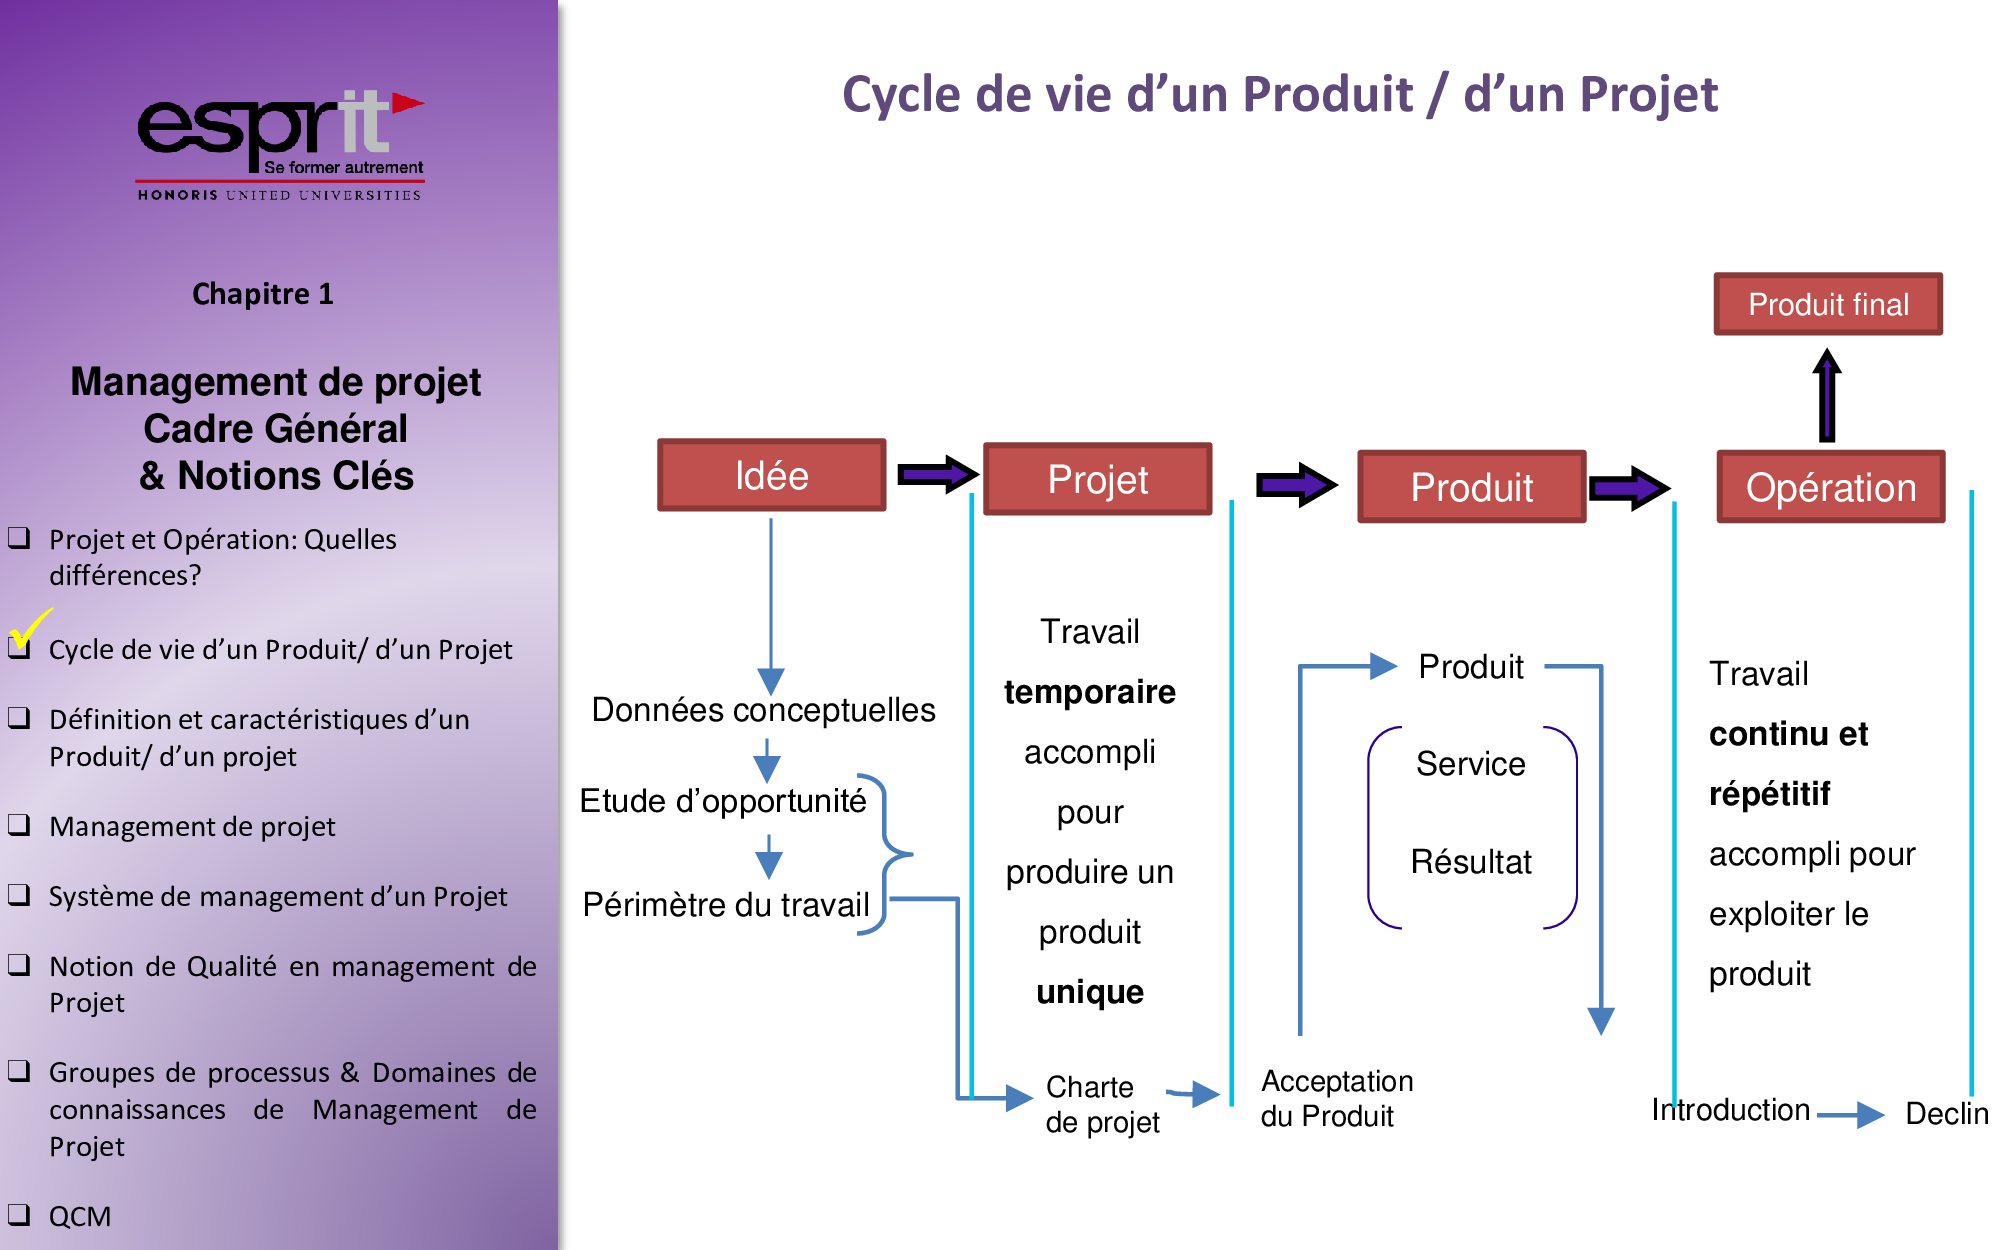 esprit
Se former autrement
HONORIS UNITED UNIVERSITIES
Chapitre 1
Management de projet
Cadre Général
& Notions Clés
Projet et Opération: Quelles
différences?
Cycle de vie d’un Produit/ d’un Projet
Définition et caractéristiques d’un
Produit/ d’un projet
Management de projet
Système de management d’un Projet
Notion de Qualité en management de
Projet
Groupes de processus & Domaines de
connaissances de Management de
Projet
QCM
Cycle de vie d’un Produit / d’un Projet
Produit final
Idée
Projet
Produit
Opération
Données conceptuelles
Etude d’opportunité
Périmètre du travail
Travail
temporaire
accompli
pour
produire un
produit
unique
Charte
de projet
Produit
Service
Résultat
Acceptation
du Produit
Travail
continu et
répétitif
accompli pour
exploiter le
produit
Introduction
Declin